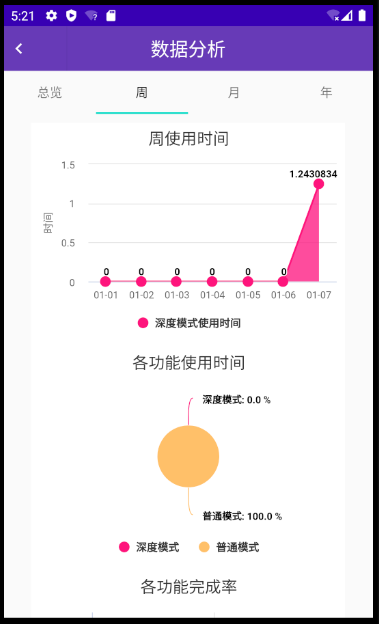 5:21
数据分析
总览 周 月 年
周使用时间
1.5
1
0.5
0
时间
1.2430834
0 0 0 0 0 0
01-01 01-02 01-03 01-04 01-05 01-06 01-07
深度模式使用时间
各功能使用时间
深度模式: 0.0 %
普通模式: 100.0 %
深度模式 普通模式
各功能完成率